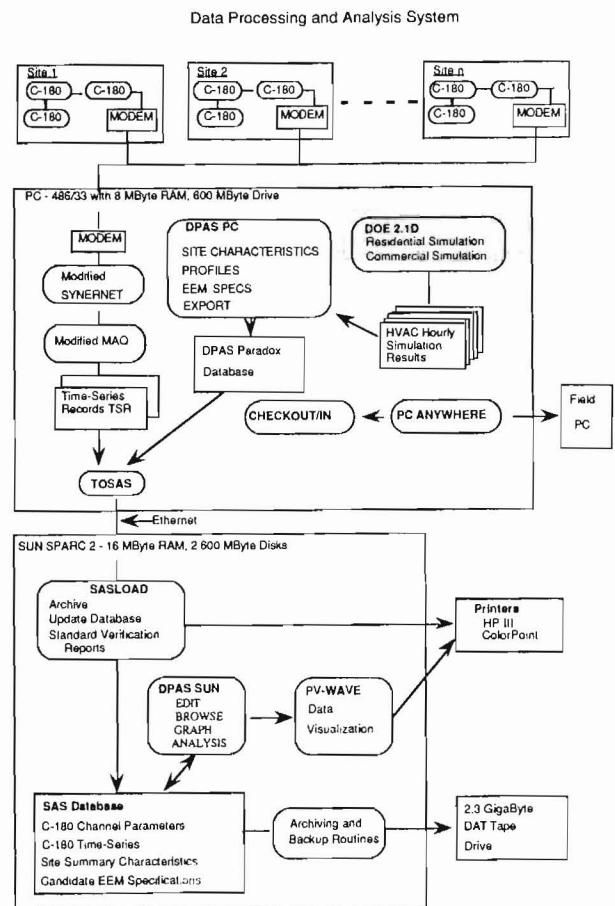 Data Processing and Analysis System
Site 1
C-180
C-180
C-180
MODEM
Site 2
C-180
C-180
C-180
MODEM
Site n
C-180
C-180
C-180
MODEM
PC - 486/33 with 8 MByte RAM, 600 MByte Drive
MODEM
Modified
SYNERNET
Modified MAQ
Time-Series
Records TSR
DPAS PC
SITE CHARACTERISTICS
PROFILES
EEM SPECS
EXPORT
DPAS Paradox
Database
DOE 2.1D
Residential Simulation
Commercial Simulation
HVAC Hourly
Simulation
Results
CHECKOUT/IN
PC ANYWHERE
Field
PC
TOSAS
Ethernet
SUN SPARC 2 - 16 MByte RAM, 2 600 MByte Disks
SASLOAD
Archive
Update Database
Standard Verification
Reports
Printers
HP III
ColorPoint
DPAS SUN
EDIT
BROWSE
GRAPH
ANALYSIS
PV-WAVE
Data
Visualization
SAS Database
C-180 Channel Parameters
C-180 Time-Series
Site Summary Characteristics
Candidate EEM Specifications
Archiving and
Backup Routines
2.3 GigaByte
DAT Tape
Drive